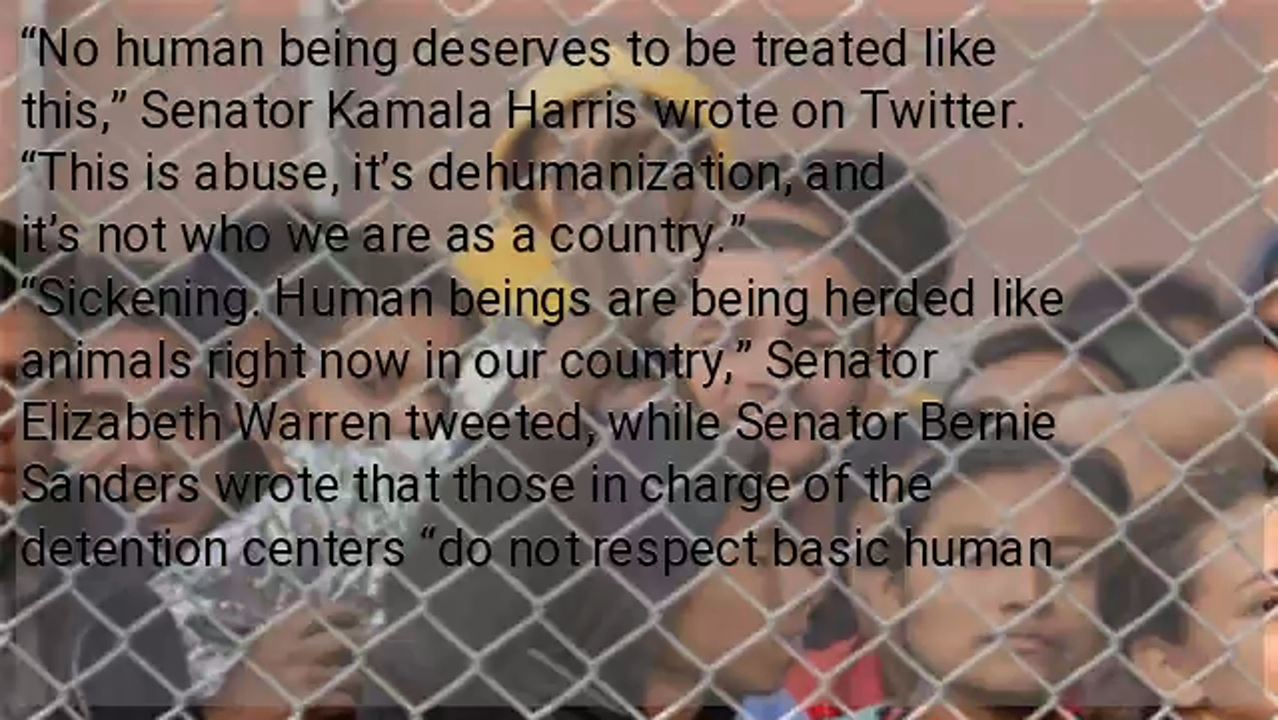 “No human being deserves to be treated like
this,” Senator Kamala Harris wrote on Twitter.
“This is abuse, it’s dehumanization, and
it’s not who we are as a country.”
“Sickening. Human beings are being herded like
animals right now in our country,” Senator
Elizabeth Warren tweeted, while Senator Bernie
Sanders wrote that those in charge of the
detention centers “do not respect basic human